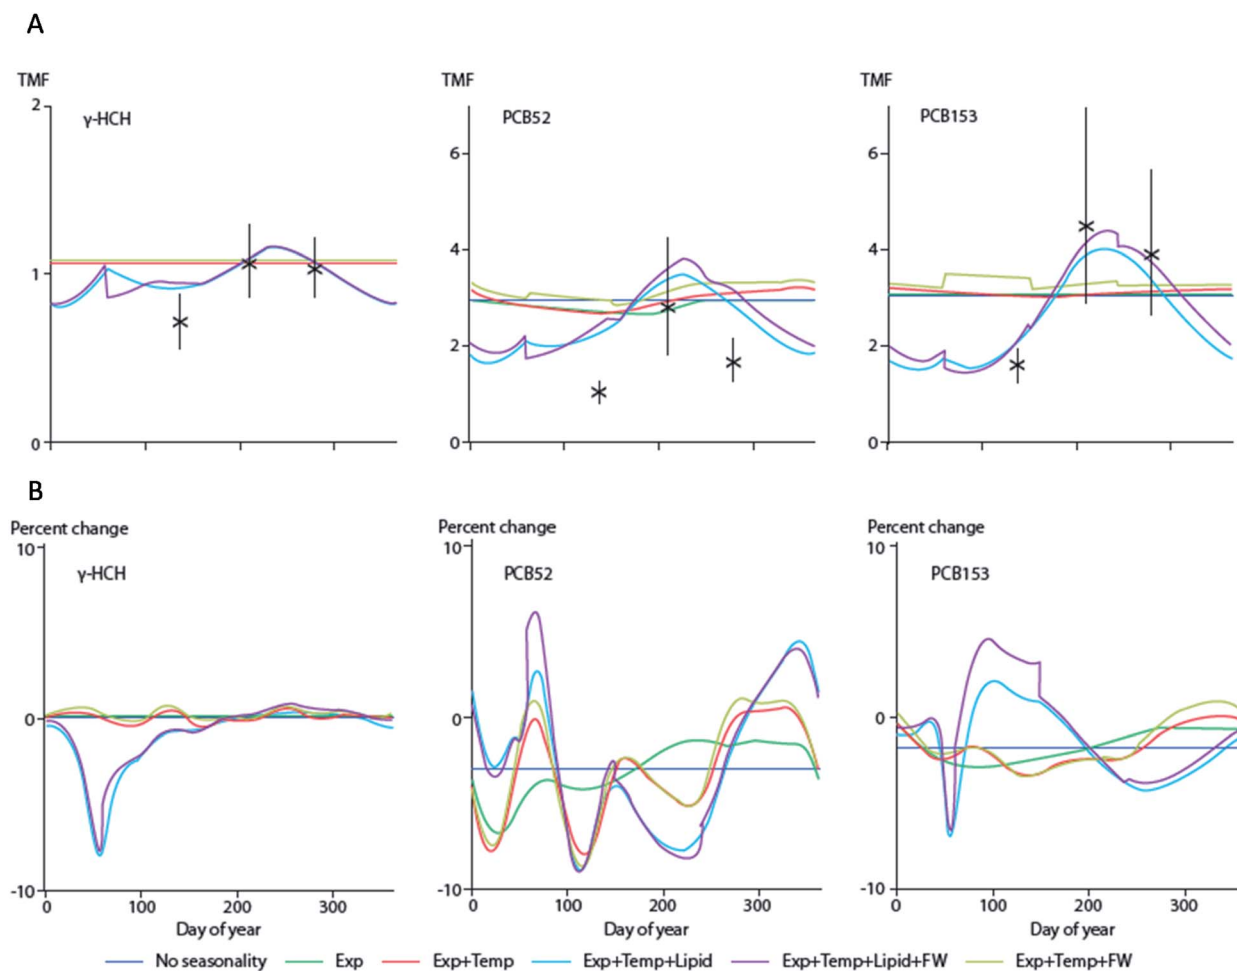 A
TMF TMF TMF
2
γ-HCH PCB52 PCB153
6 6
4 4
1
2 2
0 0 0
B
Percent change Percent change Percent change
10 10 10
γ-HCH PCB52 PCB153
0 0 0
-10 -10 -10
0 100 200 300 100 200 300 0 100 200 300
Day of year Day of year Day of year
No seasonality Exp Exp+Temp Exp+Temp+Lipid Exp+Temp+Lipid+FW Exp+Temp+FW